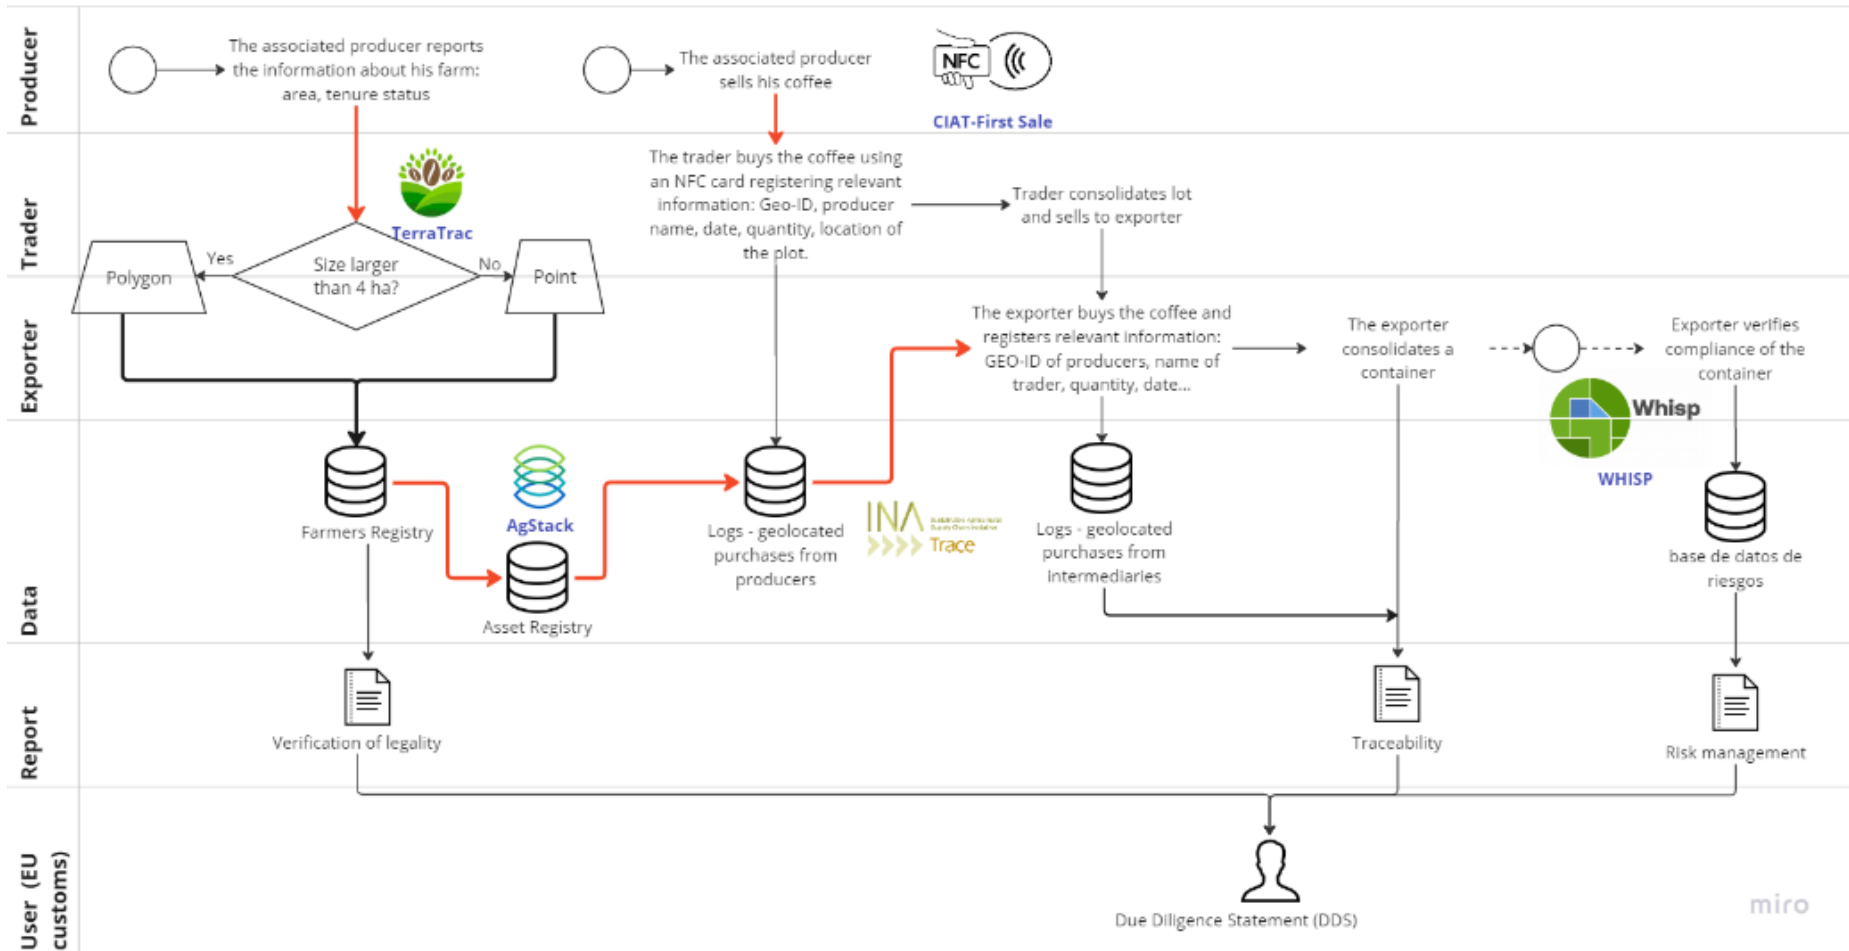 Producer
The associated producer reports
the information about his farm:
area, tenure status
The associated producer
sells his coffee
NFC
CIAT-First Sale
Trader
TerraTrac
Size larger
than 4 ha?
Yes
No
Polygon
Point
The trader buys the coffee using
an NFC card registering relevant
information: Geo-ID, producer
name, date, quantity, location of
the plot.
Trader consolidates lot
and sells to exporter
Exporter
The exporter buys the coffee and
registers relevant information:
GEO-ID of producers, name of
trader, quantity, date...
The exporter
consolidates a
container
Exporter verifies
compliance of the
container
Whisp
WHISP
Data
Farmers Registry
AgStack
Asset Registry
Logs - geolocated
purchases from
producers
INA
Trace
Logs - geolocated
purchases from
intermediaries
base de datos de
riesgos
Report
Verification of legality
Traceability
Risk management
User (EU
customs)
Due Diligence Statement (DDS)
miro